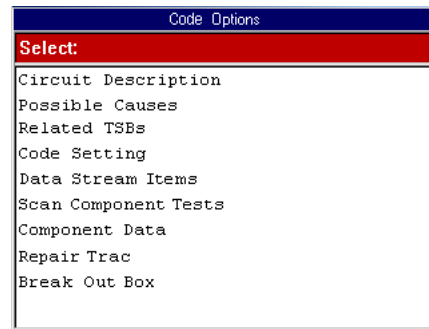 Code Options
Select:
Circuit Description
Possible Causes
Related TSBs
Code Setting
Data Stream Items
Scan Component Tests
Component Data
Repair Trac
Break Out Box